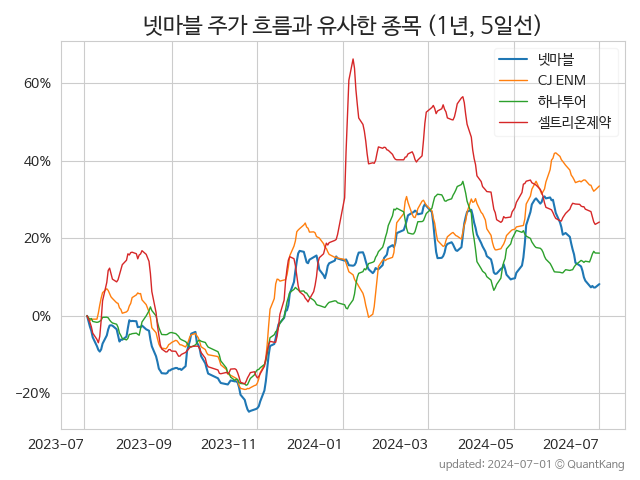 넷마블 주가 흐름과 유사한 종목 (1년, 5일선)
넷마블
CJ ENM
하나투어
셀트리온제약
60%
40%
20%
0%
−20%
2023-07 2023-09 2023-11 2024-01 2024-03 2024-05 2024-07
updated: 2024-07-01 © QuantKang